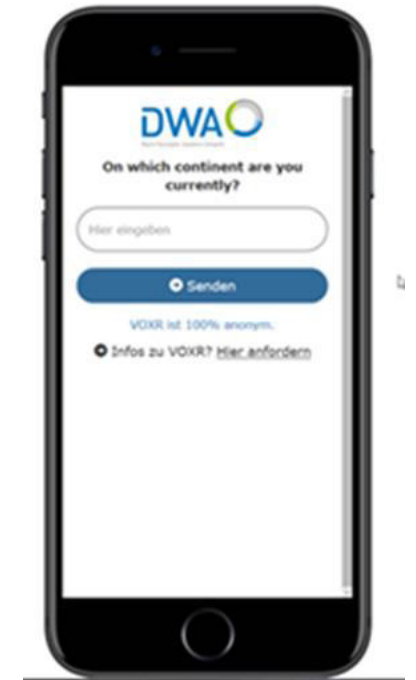 DWA
On which continent are you
currently?
Hier eingeben
Senden
VOXR ist 100% anonym.
Infos zu VOXR? Hier anfordern